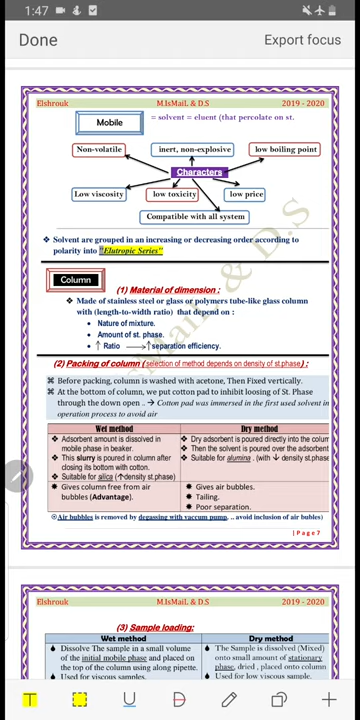 1:47
Done
Export focus
Elshrouk M.IsMaiL & D.S 2019 - 2020
Mobile
= solvent = eluent (that percolate on st.
Non-volatile
inert, non-explosive
low boiling point
Characters
Low viscosity
low toxicity
low price
Compatible with all system
❖ Solvent are grouped in an increasing or decreasing order according to
polarity into "Elutropic Series"
Column
(1) Material of dimension :
❖ Made of stainless steel or glass or polymers tube-like glass column
with (length-to-width ratio) that depend on :
• Nature of mixture.
• Amount of st. phase.
• ↑ Ratio ⟶ ↑ separation efficiency.
(2) Packing of column (selection of method depends on density of st.phase) :
⌘ Before packing, column is washed with acetone, Then Fixed vertically.
⌘ At the bottom of column, we put cotton pad to inhibit loosing of St. Phase
through the down open .. → Cotton pad was immersed in the first used solvent in
operation process to avoid air
Wet method
❖ Adsorbent amount is dissolved in
mobile phase in beaker.
❖ This slurry is poured in column after
closing its bottom with cotton.
❖ Suitable for silica (↑density st.phase)
✱ Gives column free from air
bubbles (Advantage).
Dry method
❖ Dry adsorbent is poured directly into the colum
❖ Then the solvent is poured over the adsorbent
❖ Suitable for alumina . (with ↓ density st.phase
✱ Gives air bubbles.
✱ Tailing.
✱ Poor separation.
⊙Air bubbles is removed by degassing with vaccum pump. .. avoid inclusion of air bubles)
| Page 7
Elshrouk M.IsMaiL & D.S 2019 - 2020
(3) Sample loading:
Wet method
Dissolve The sample in a small volume
of the initial mobile phase and placed on
the top of the column using along pipette.
Used for viscous samples.
Dry method
The Sample is dissolved (Mixed)
onto small amount of stationary
phase, dried , placed onto column
Used for low viscous sample.
T
U